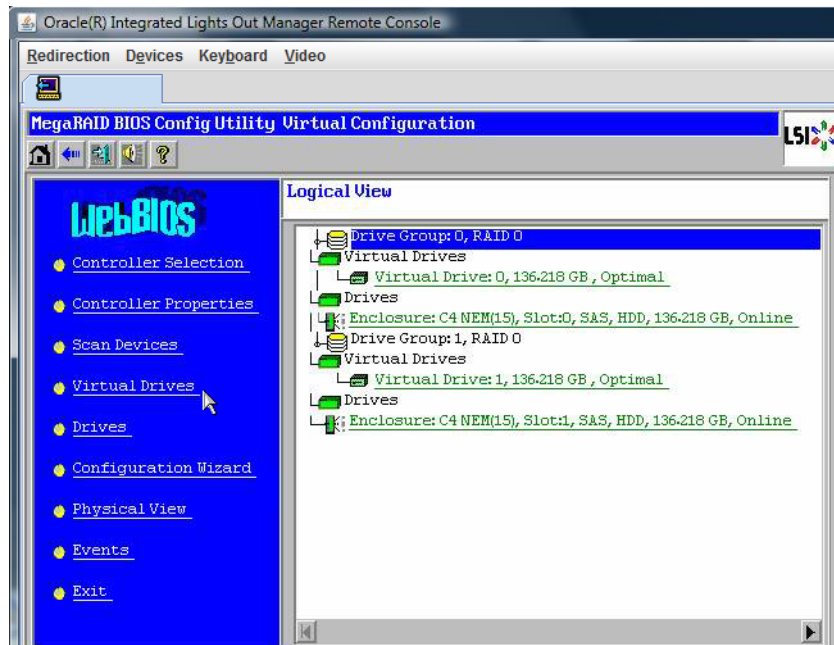 Oracle(R) Integrated Lights Out Manager Remote Console
Redirection Devices Keyboard Video
MegaRAID BIOS Config Utility Virtual Configuration
LSI
?
WebBIOS
Controller Selection
Controller Properties
Scan Devices
Virtual Drives
Drives
Configuration Wizard
Physical View
Events
Exit
Logical View
Drive Group: 0, RAID 0
Virtual Drives
Virtual Drive: 0, 136.218 GB, Optimal
Drives
Enclosure: C4 NEM(15), Slot:0, SAS, HDD, 136.218 GB, Online
Drive Group: 1, RAID 0
Virtual Drives
Virtual Drive: 1, 136.218 GB, Optimal
Drives
Enclosure: C4 NEM(15), Slot:1, SAS, HDD, 136.218 GB, Online